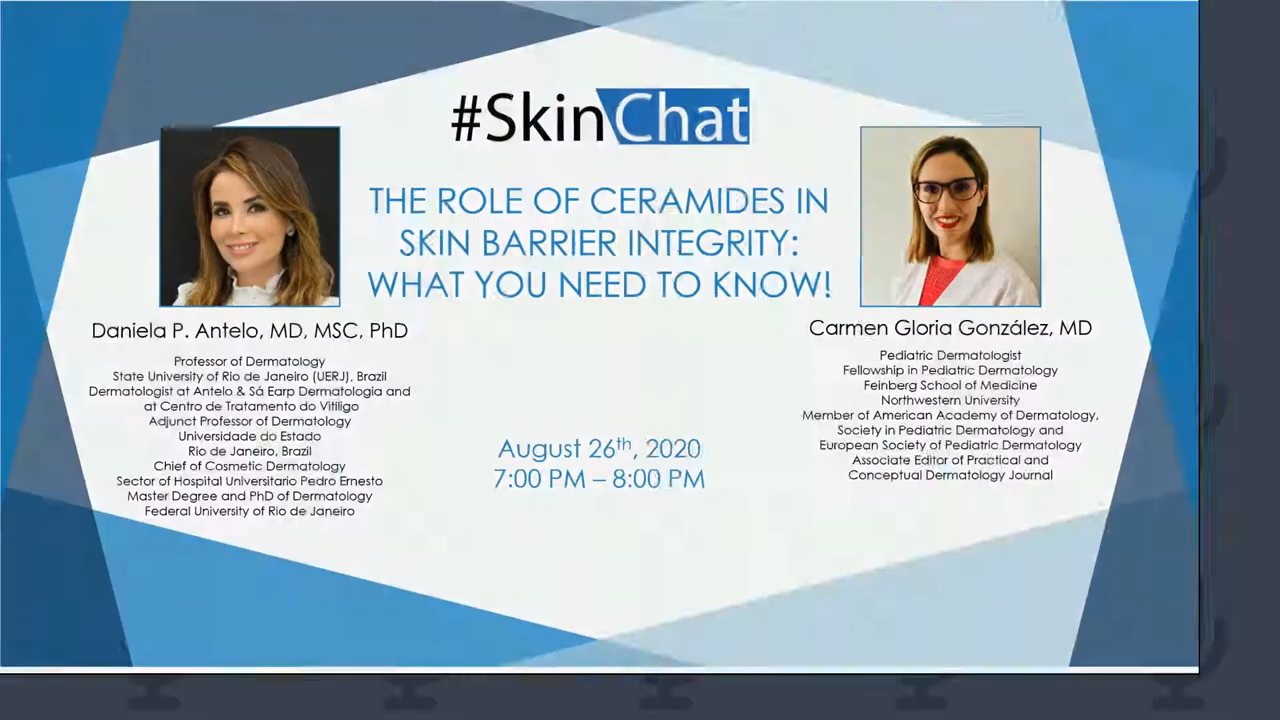 #SkinChat
THE ROLE OF CERAMIDES IN
SKIN BARRIER INTEGRITY:
WHAT YOU NEED TO KNOW!
Daniela P. Antelo, MD, MSC, PhD
Professor of Dermatology
State University of Rio de Janeiro (UERJ), Brazil
Dermatologist at Antelo & Sá Earp Dermatologia and
at Centro de Tratamento do Vitiligo
Adjunct Professor of Dermatology
Universidade do Estado
Rio de Janeiro, Brazil
Chief of Cosmetic Dermatology
Sector of Hospital Universitario Pedro Ernesto
Master Degree and PhD of Dermatology
Federal University of Rio de Janeiro
August 26th, 2020
7:00 PM – 8:00 PM
Carmen Gloria González, MD
Pediatric Dermatologist
Fellowship in Pediatric Dermatology
Feinberg School of Medicine
Northwestern University
Member of American Academy of Dermatology,
Society in Pediatric Dermatology and
European Society of Pediatric Dermatology
Associate Editor of Practical and
Conceptual Dermatology Journal